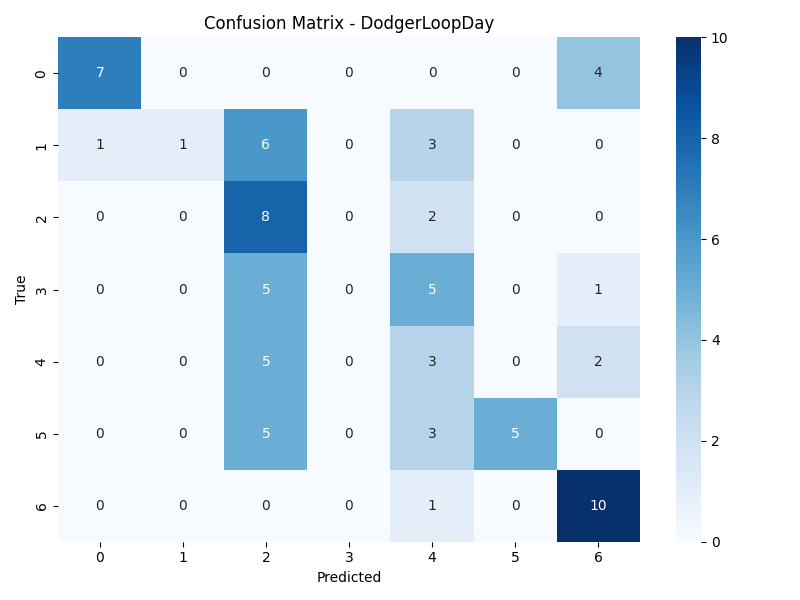 Confusion Matrix - DodgerLoopDay
0 7 0 0 0 0 0 4
1 1 1 6 0 3 0 0
2 0 0 8 0 2 0 0
3 0 0 5 0 5 0 1
4 0 0 5 0 3 0 2
5 0 0 5 0 3 5 0
6 0 0 0 0 1 0 10
0 1 2 3 4 5 6
True
Predicted
10
8
6
4
2
0